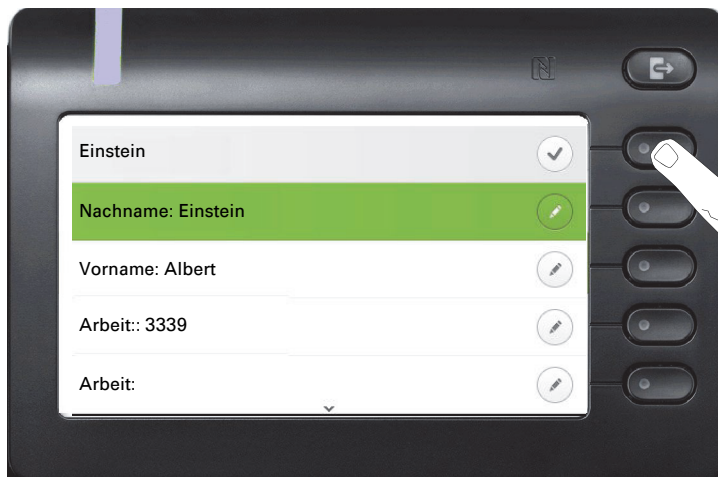 Einstein
Nachname: Einstein
Vorname: Albert
Arbeit:: 3339
Arbeit: